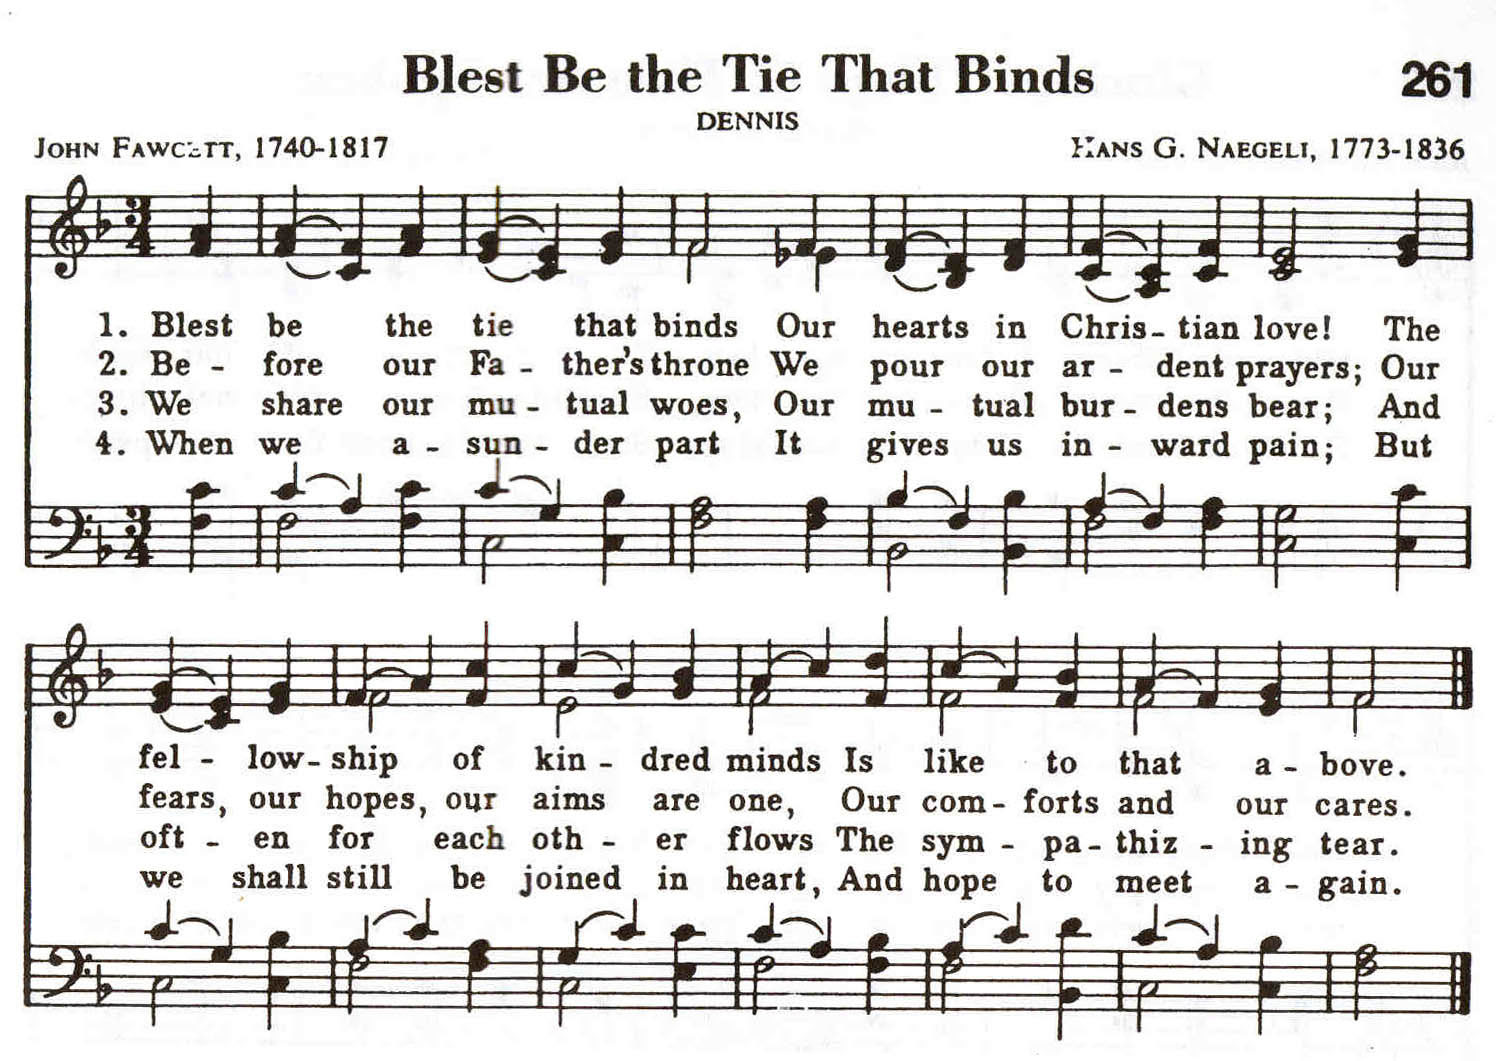 Blest Be the Tie That Binds 261
DENNIS
JOHN FAWCETT, 1740-1817 HANS G. NAEGELI, 1773-1836
3
4
1. Blest be the tie that binds Our hearts in Chris - tian love! The
2. Be - fore our Fa - ther's throne We pour our ar - dent prayers; Our
3. We share our mu - tual woes, Our mu - tual bur - dens bear; And
4. When we a - sun - der part It gives us in - ward pain; But
3
4
fel - low - ship of kin - dred minds Is like to that a - bove.
fears, our hopes, our aims are one, Our com - forts and our cares.
oft - en for each oth - er flows The sym - pa - thiz - ing tear.
we shall still be joined in heart, And hope to meet a - gain.